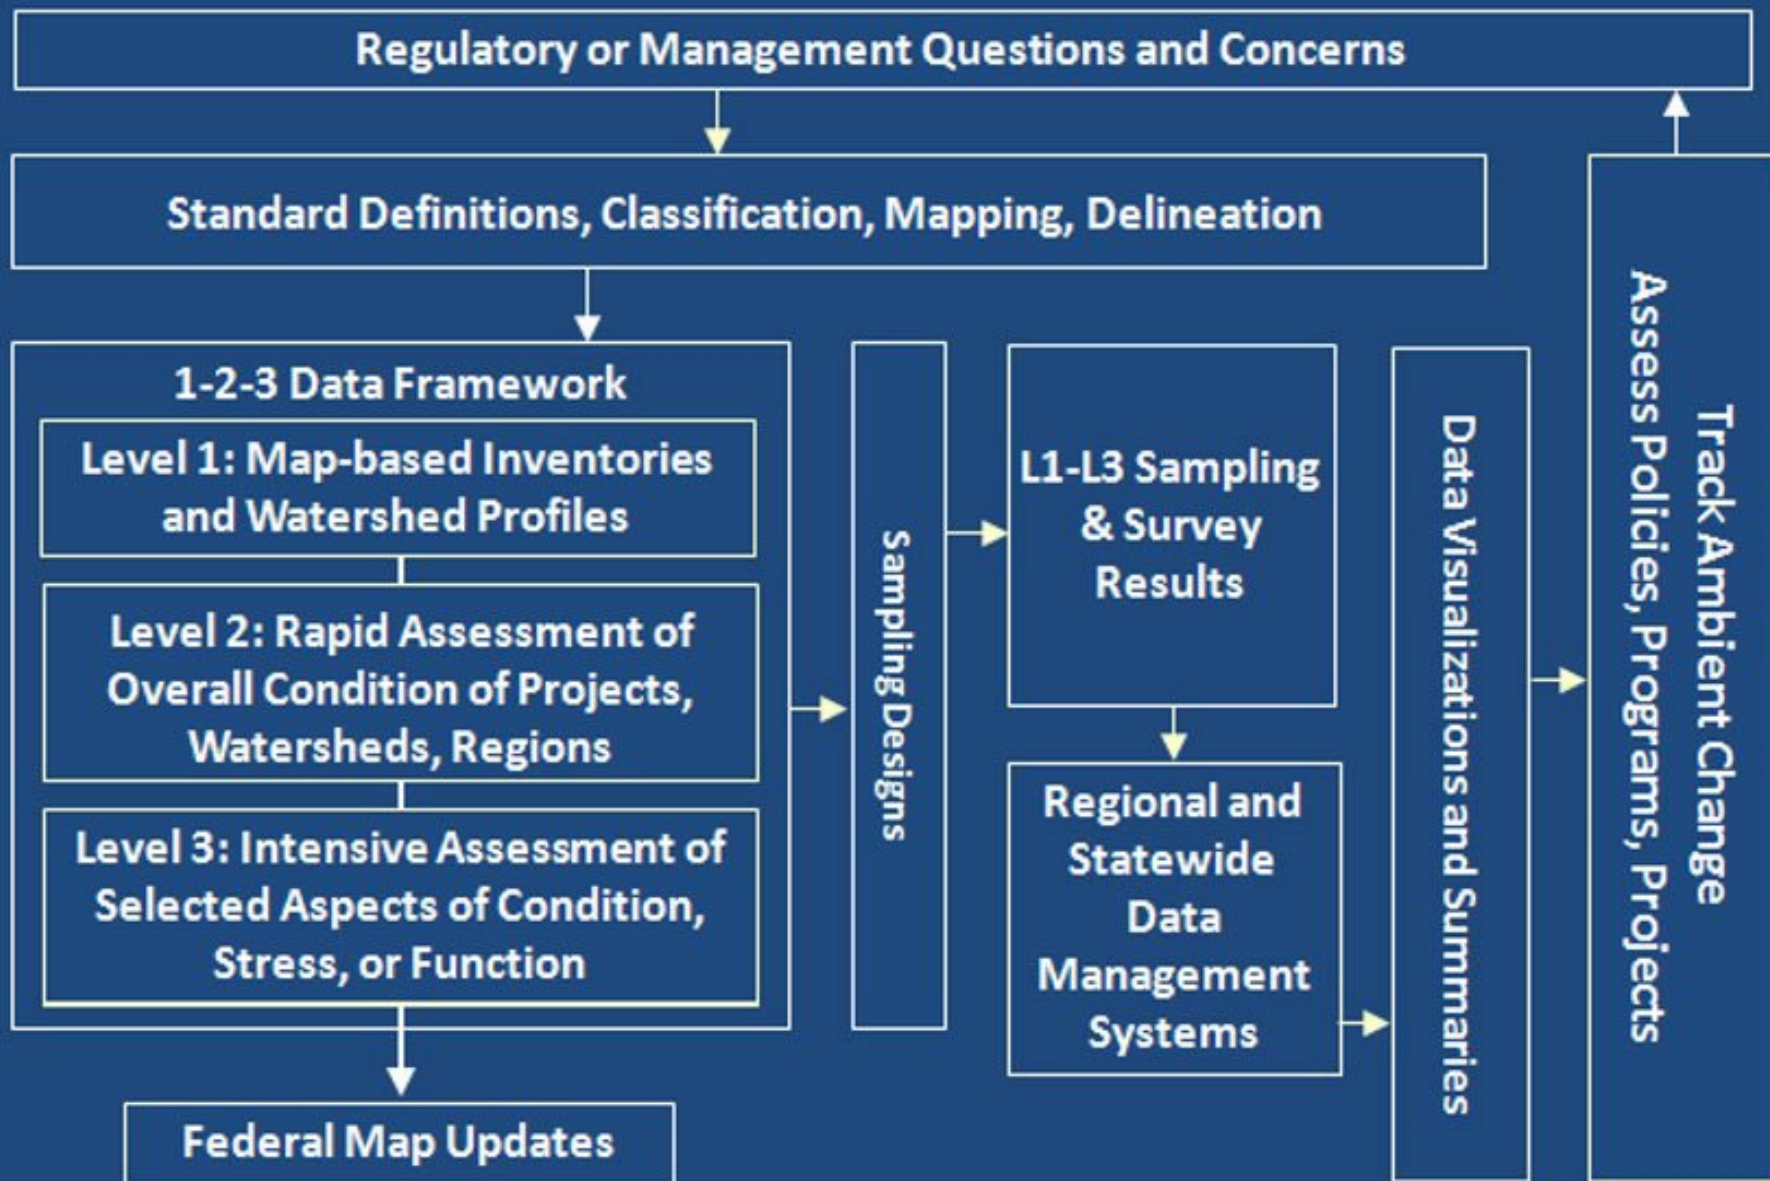 Regulatory or Management Questions and Concerns
Standard Definitions, Classification, Mapping, Delineation
1-2-3 Data Framework
Level 1: Map-based Inventories
and Watershed Profiles
Level 2: Rapid Assessment of
Overall Condition of Projects,
Watersheds, Regions
Level 3: Intensive Assessment of
Selected Aspects of Condition,
Stress, or Function
Federal Map Updates
Sampling Designs
L1-L3 Sampling
& Survey
Results
Regional and
Statewide
Data
Management
Systems
Data Visualizations and Summaries
Track Ambient Change
Assess Policies, Programs, Projects